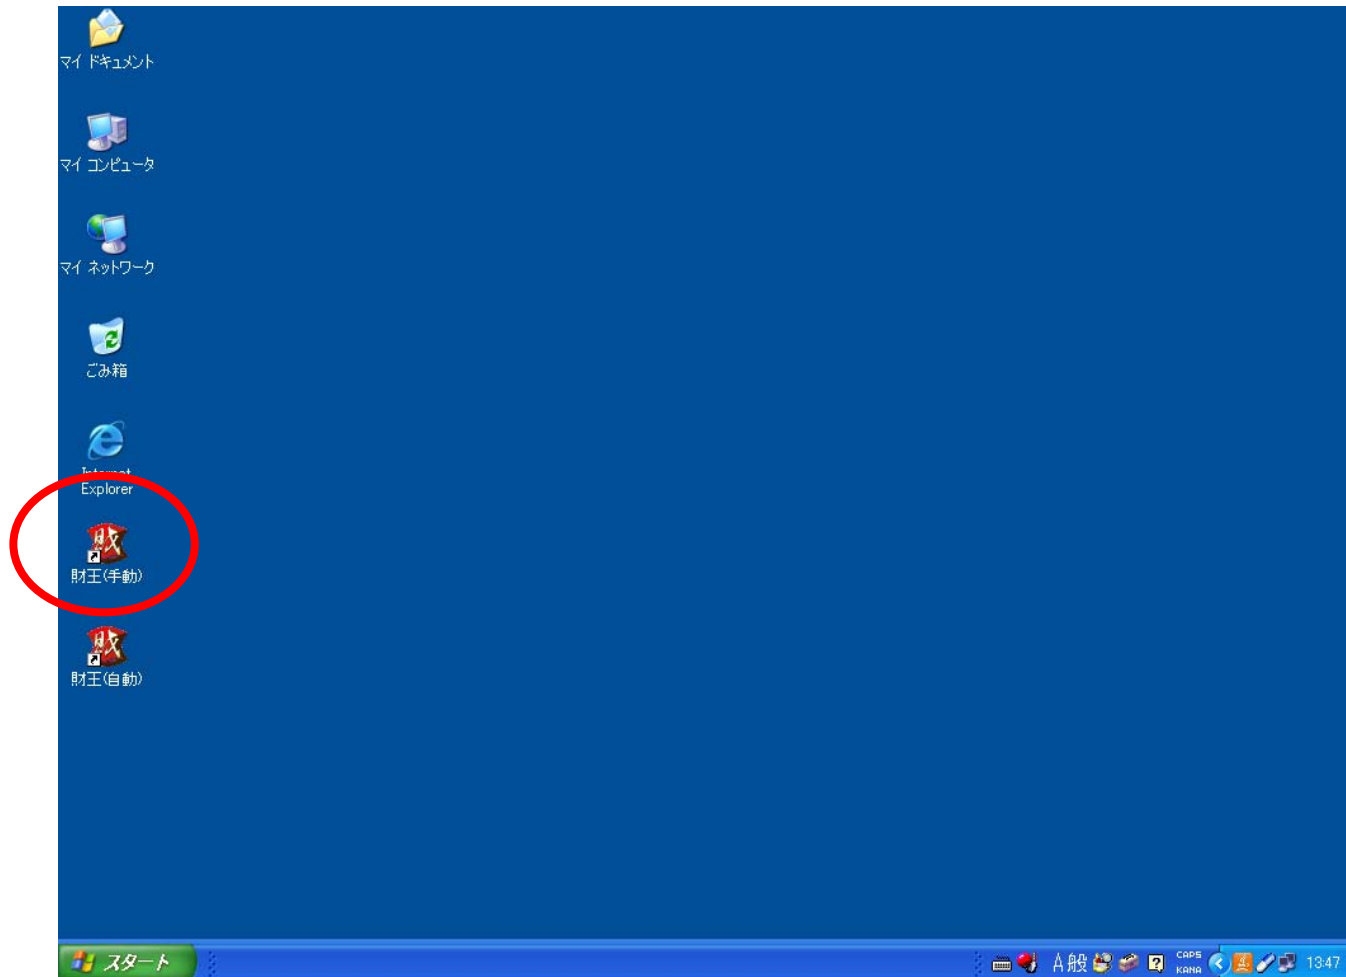 マイ ドキュメント
マイ コンピュータ
マイ ネットワーク
ごみ箱
Internet
Explorer
財王(手動)
財王(自動)
スタート
A 般
CAPS
KANA
13:47